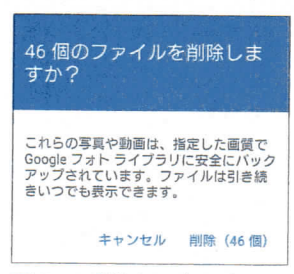 46 個のファイルを削除しま
すか？
これらの写真や動画は、指定した画質で
Google フォト ライブラリに安全にバック
アップされています。ファイルは引き続
きいつでも表示できます。
キャンセル 削除（46 個）